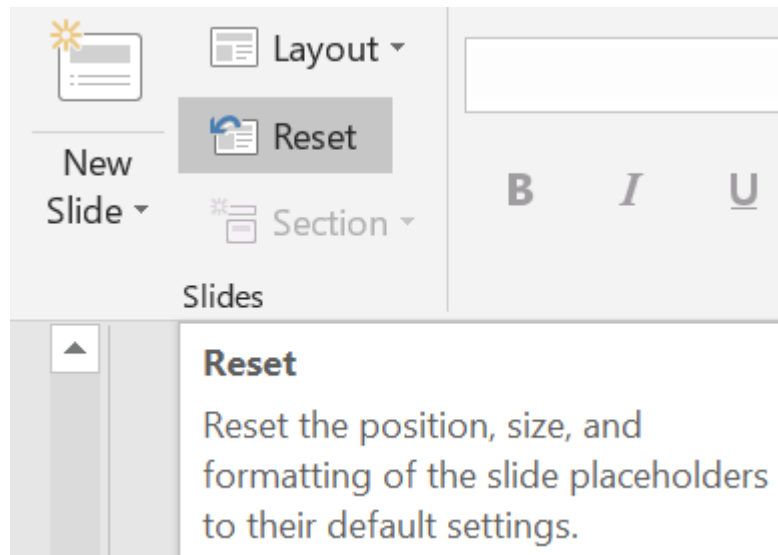 Layout
Reset
New
Slide
Section
B I U
Slides
Reset
Reset the position, size, and
formatting of the slide placeholders
to their default settings.